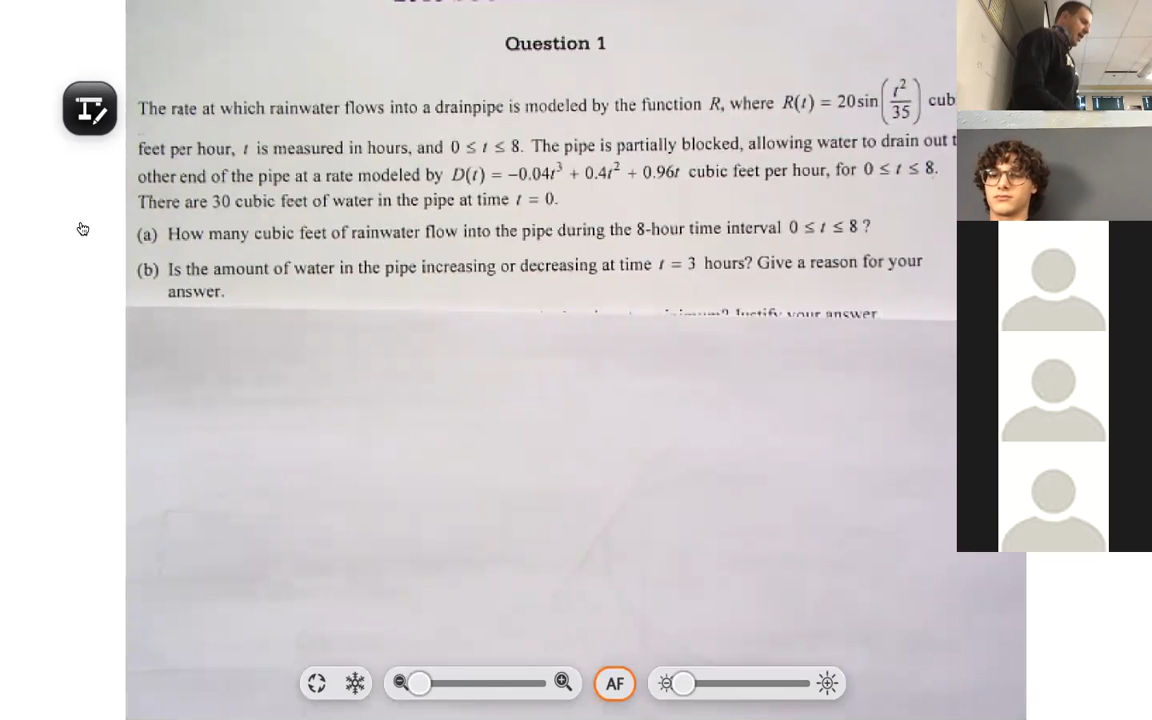 Question 1
The rate at which rainwater flows into a drainpipe is modeled by the function R, where R(t) = 20sin(t²/35) cub
feet per hour, t is measured in hours, and 0 ≤ t ≤ 8. The pipe is partially blocked, allowing water to drain out t
other end of the pipe at a rate modeled by D(t) = −0.04t³ + 0.4t² + 0.96t cubic feet per hour, for 0 ≤ t ≤ 8.
There are 30 cubic feet of water in the pipe at time t = 0.
(a) How many cubic feet of rainwater flow into the pipe during the 8-hour time interval 0 ≤ t ≤ 8 ?
(b) Is the amount of water in the pipe increasing or decreasing at time t = 3 hours? Give a reason for your
answer.
Justify your answer
AF